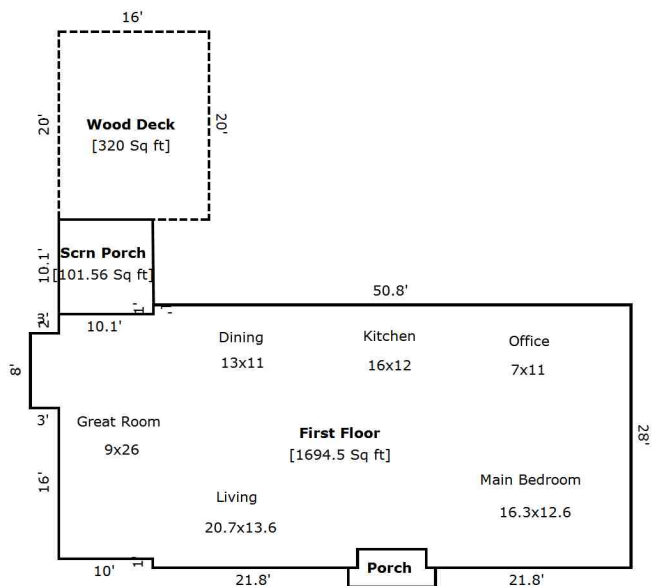 16'
20'
Wood Deck
[320 Sq ft]
20'
10.1'
Scrn Porch
[101.56 Sq ft]
1'
1'
50.8'
2'
3'
10.1'
Dining
13x11
Kitchen
16x12
Office
7x11
8'
3'
Great Room
9x26
First Floor
[1694.5 Sq ft]
28'
16'
Living
20.7x13.6
Main Bedroom
16.3x12.6
10'
1'
21.8'
Porch
21.8'